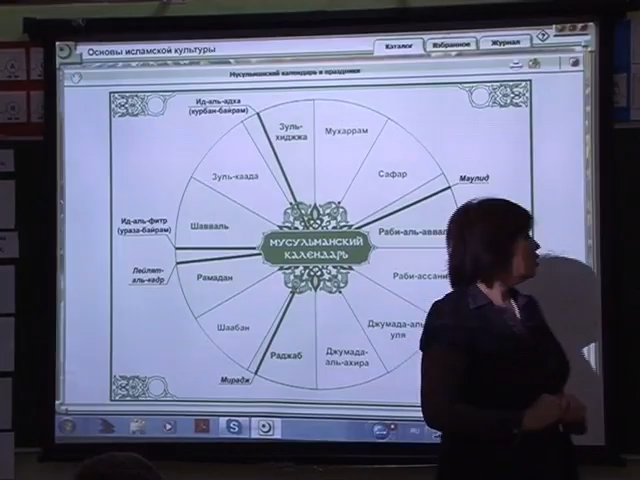 Основы исламской культуры
Каталог
Избранное
Журнал
?
Мусульманский календарь и праздники
Ид-аль-адха
(курбан-байрам)
Зуль-
хиджжа
Мухаррам
Зуль-каада
Сафар
Маулид
Ид-аль-фитр
(ураза-байрам)
Шавваль
Раби-аль-аввал
МУСУЛЬМАНСКИЙ
КАЛЕНДАРЬ
Лейлят-
аль-кадр
Рамадан
Раби-ассани
Шаабан
Джумада-аль-
уля
Раджаб
Джумада-
аль-ахира
Мирадж
RU